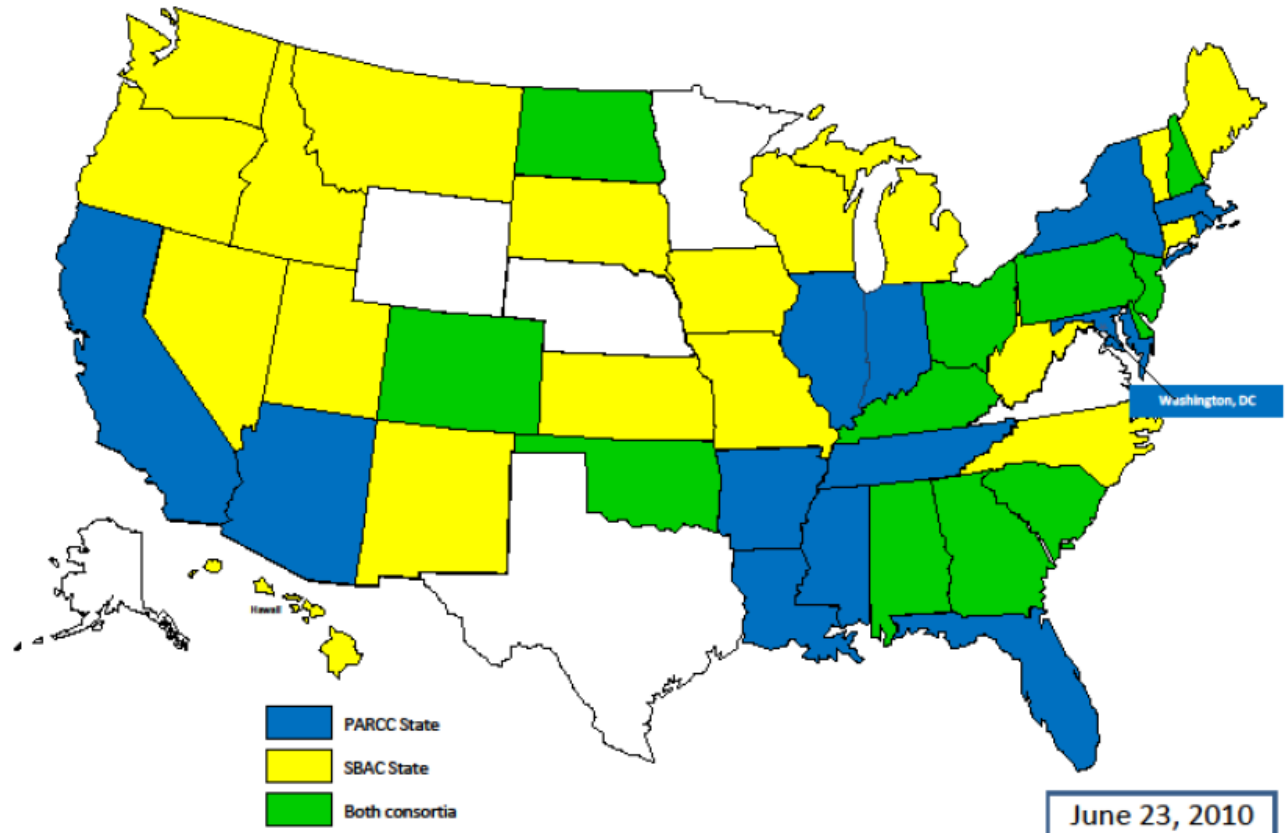 Washington, DC
Hawaii
PARCC State
SBAC State
Both consortia
June 23, 2010